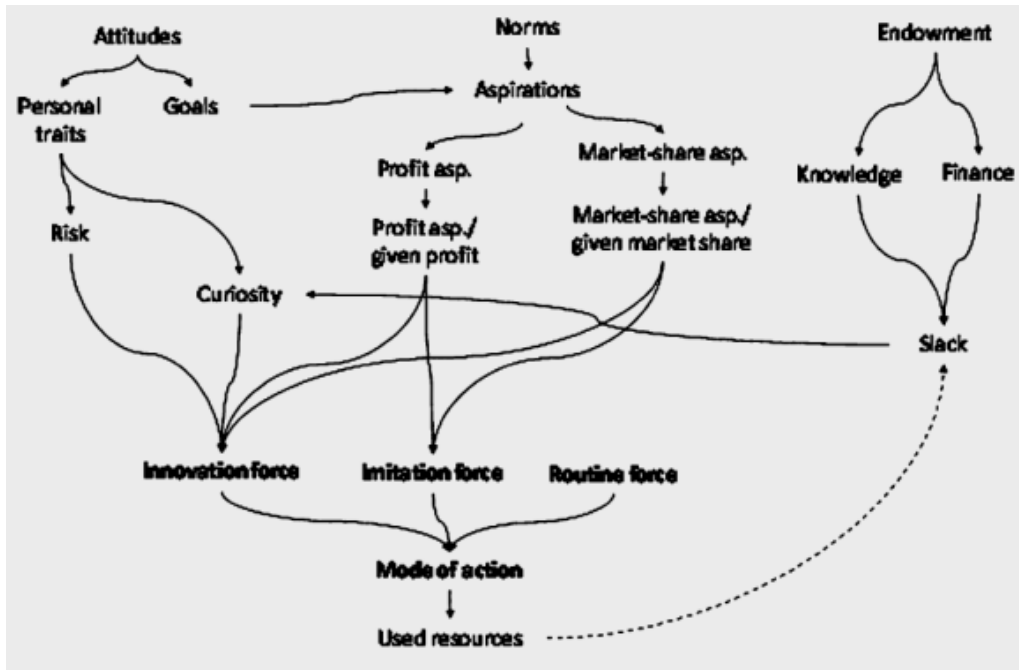 Attitudes
Norms
Endowment
Personal
traits
Goals
Aspirations
Profit asp.
Market-share asp.
Knowledge
Finance
Risk
Profit asp./
given profit
Market-share asp./
given market share
Curiosity
Slack
Innovation force
Imitation force
Routine force
Mode of action
Used resources